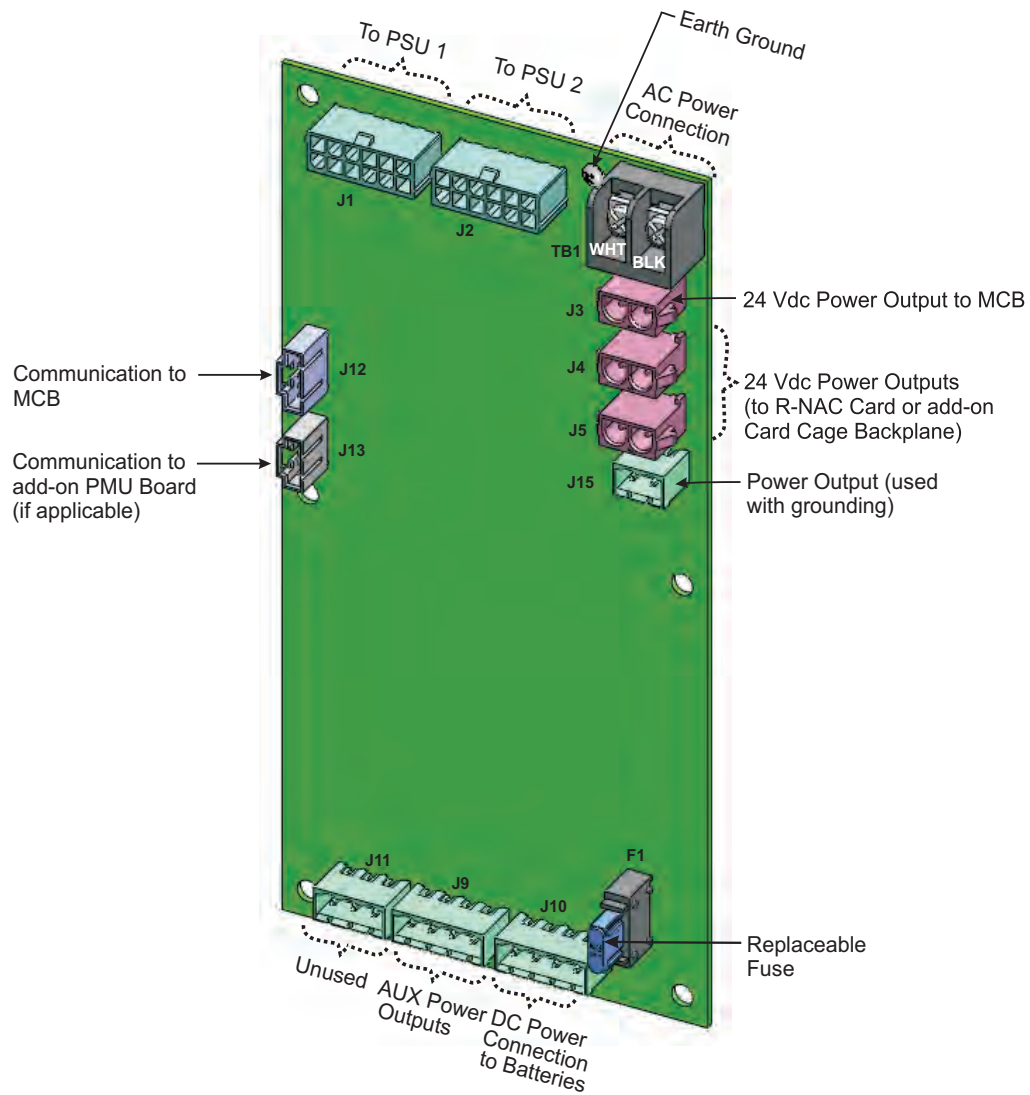 Earth Ground
To PSU 1
To PSU 2
AC Power
Connection
J1
J2
TB1
WHT
BLK
J3
24 Vdc Power Output to MCB
J4
24 Vdc Power Outputs
(to R-NAC Card or add-on
Card Cage Backplane)
J5
J12
Communication to
MCB
J13
Communication to
add-on PMU Board
(if applicable)
J15
Power Output (used
with grounding)
J11
J9
J10
F1
Replaceable
Fuse
Unused
AUX Power
Outputs
DC Power
Connection
to Batteries